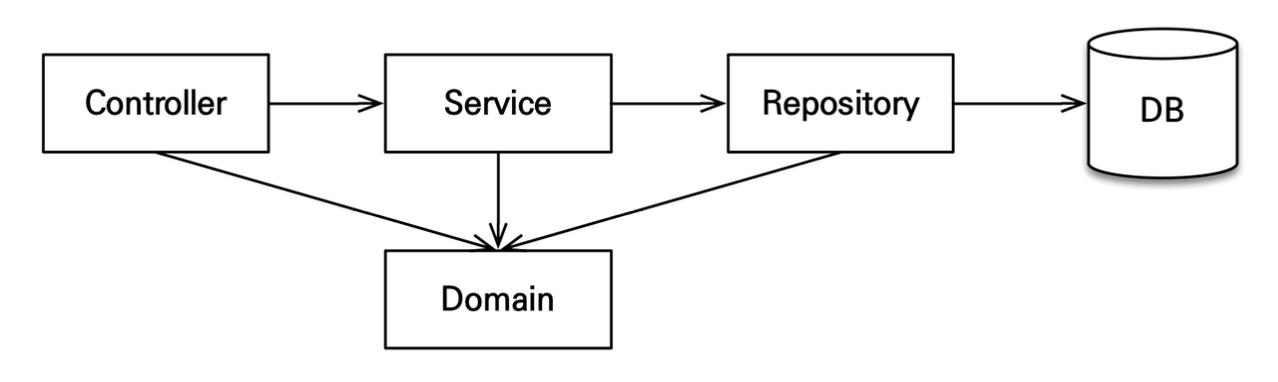 Controller
Service
Repository
DB
Domain